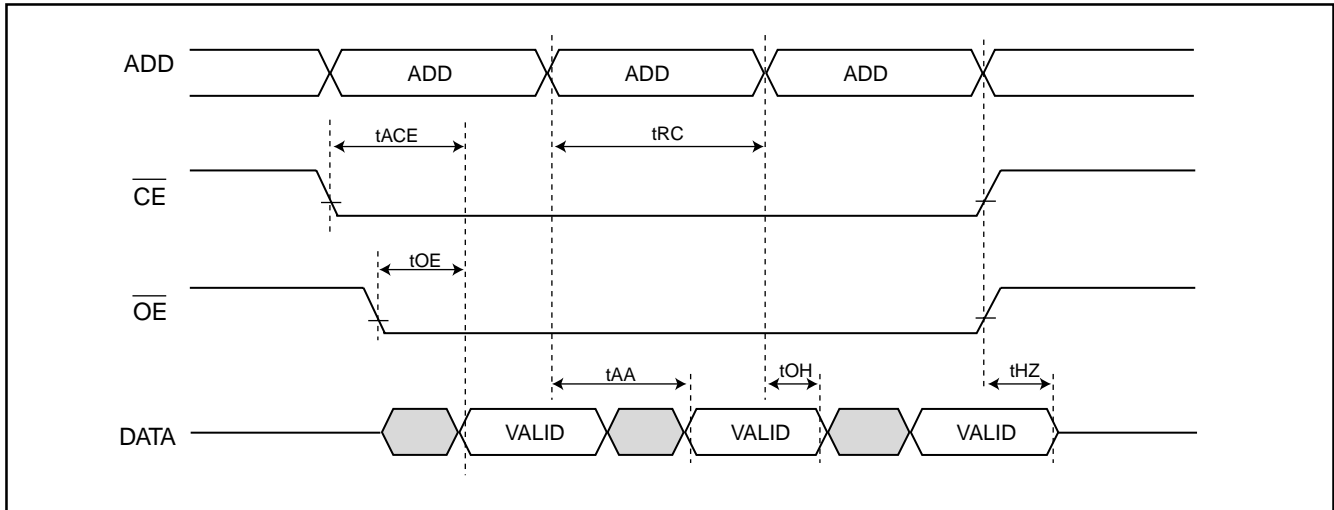 ADD ADD ADD ADD
tACE tRC
CE
tOE
OE
tAA tOH tHZ
DATA VALID VALID VALID